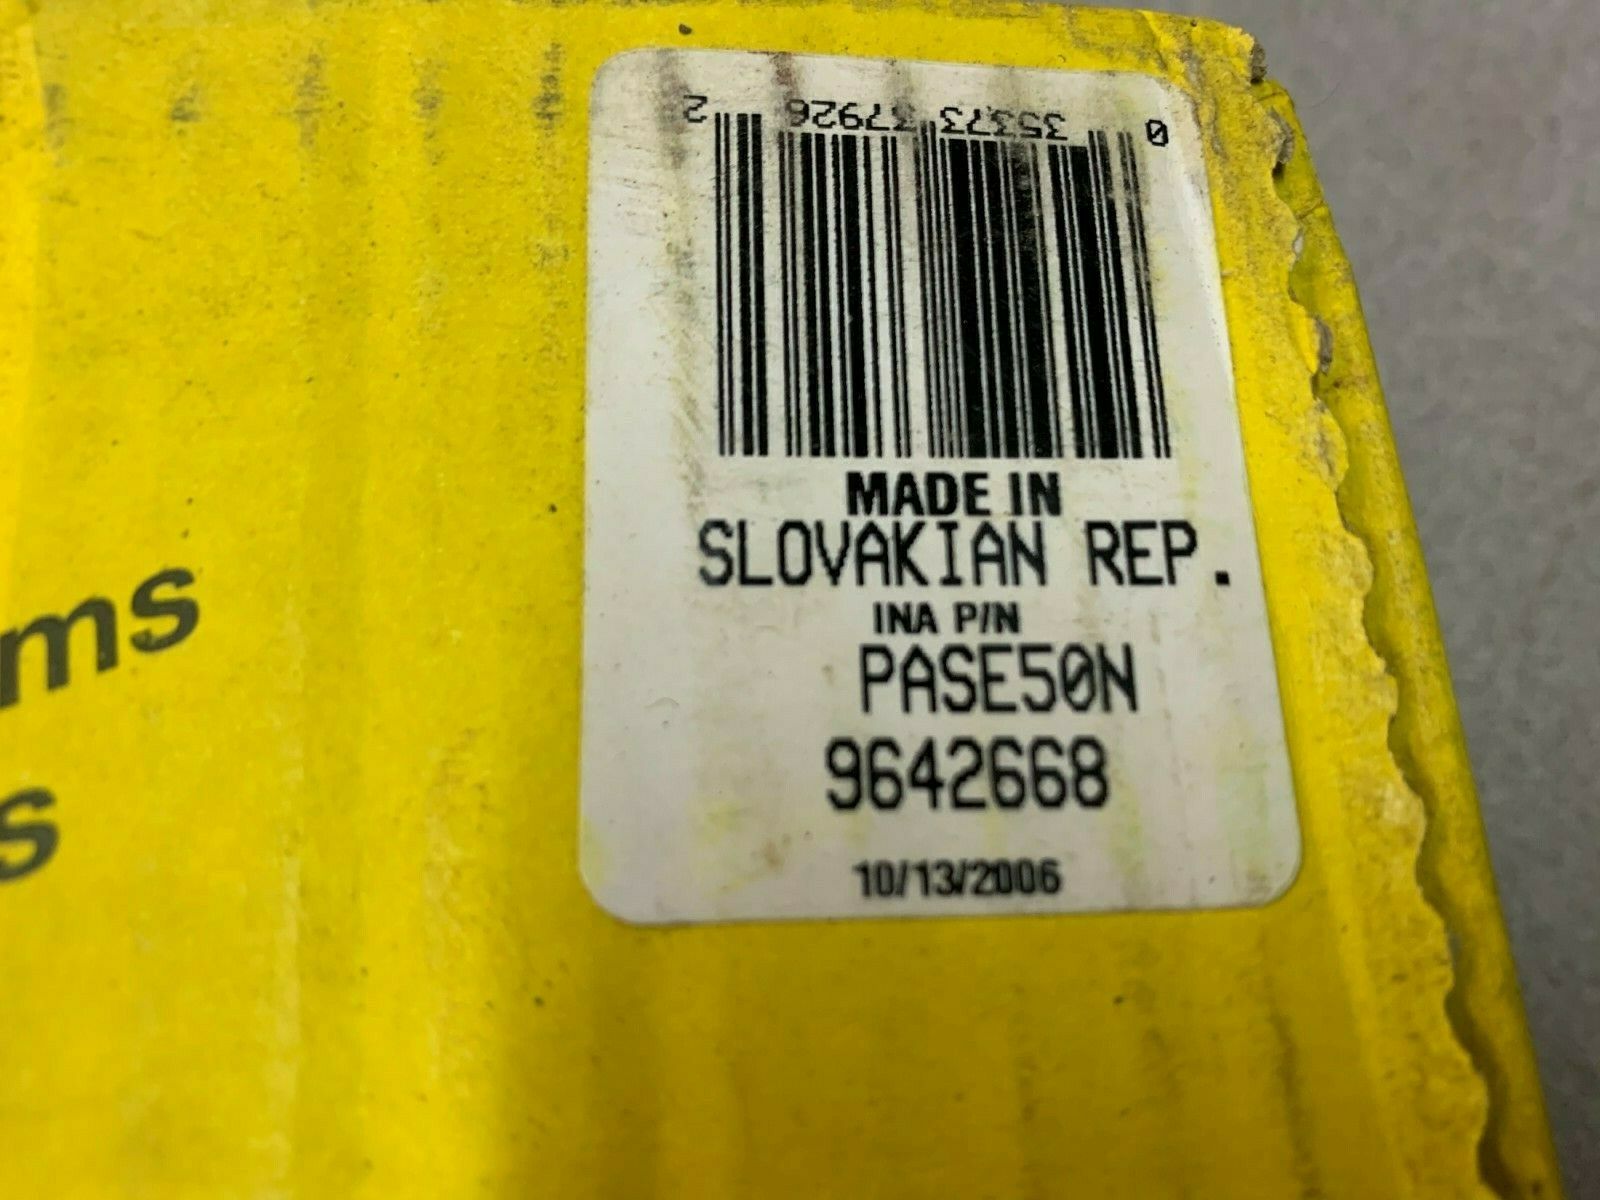 0 35373 37926 2
MADE IN
SLOVAKIAN REP.
INA P/N
PASE50N
9642668
10/13/2006